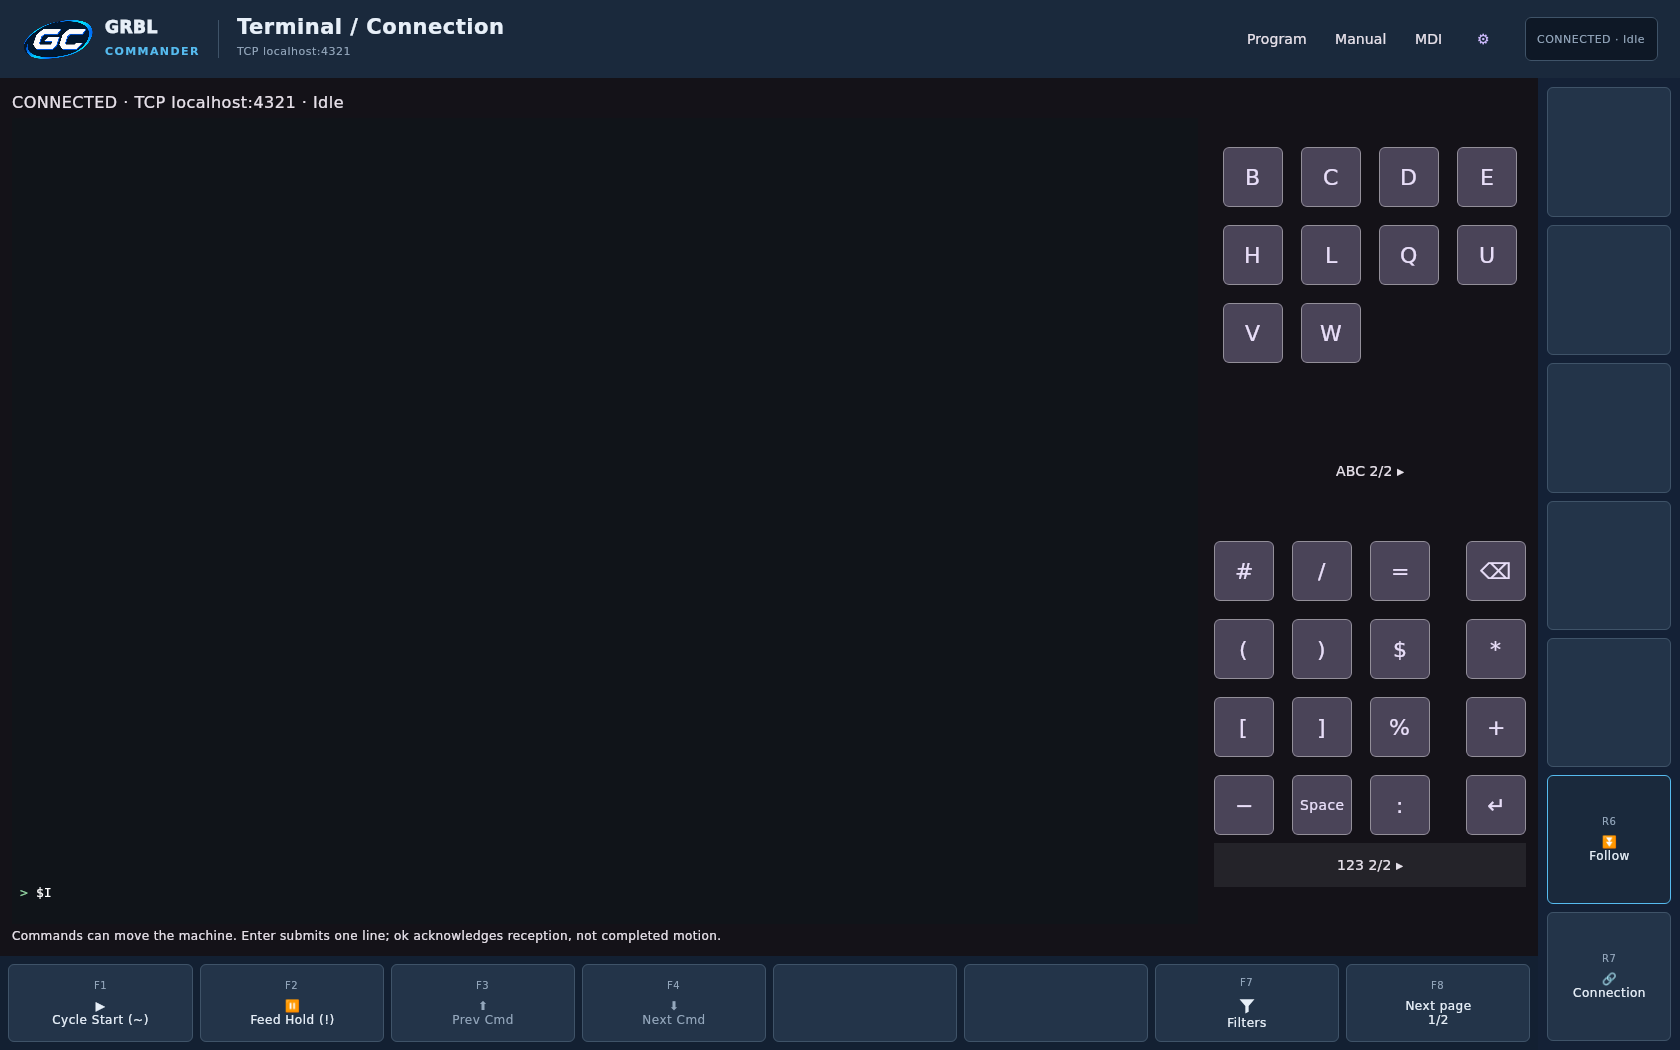 GC
GRBL
COMMANDER
Terminal / Connection
TCP localhost:4321
Program
Manual
MDI
⚙
CONNECTED · Idle
CONNECTED · TCP localhost:4321 · Idle
B C D E
H L Q U
V W
ABC 2/2 ▸
# / = ⌫
( ) $ *
[ ] % +
− Space : ↵
123 2/2 ▸
> $I
Commands can move the machine. Enter submits one line; ok acknowledges reception, not completed motion.
R6
Follow
R7
Connection
F1
Cycle Start (~)
F2
Feed Hold (!)
F3
Prev Cmd
F4
Next Cmd
F7
Filters
F8
Next page
1/2